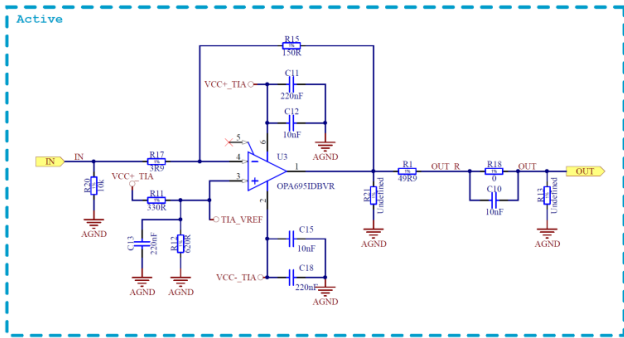 Active
R15
150R
VCC+_TIA
C11
220nF
C12
10nF
AGND
5
6
IN
IN
R17
3R9
4
3
U3
1
OPA695IDBVR
2
R20
10k
AGND
VCC+_TIA
R11
330R
TIA_VREF
C13
220nF
R12
620R
AGND
AGND
C15
10nF
VCC-_TIA
C18
220nF
AGND
R21
Undefined
AGND
R1
49R9
OUT_R
R18
0
OUT
C10
10nF
R13
Undefined
AGND
OUT